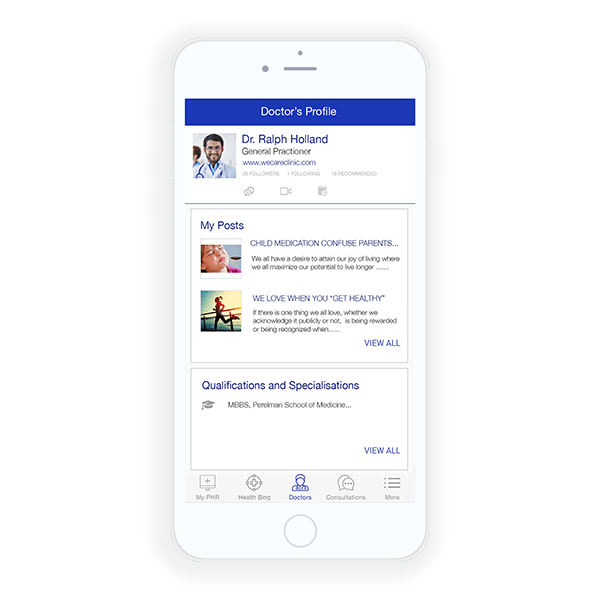 Doctor's Profile
Dr. Ralph Holland
General Practioner
www.wecareclinic.com
26 FOLLOWERS 1 FOLLOWING 16 RECOMMENDED
My Posts
CHILD MEDICATION CONFUSE PARENTS...
We all have a desire to attain our joy of living where
we all maximize our potential to live longer .......
WE LOVE WHEN YOU "GET HEALTHY"
If there is one thing we all love, whether we
acknowledge it publicly or not, is being rewarded
or being recognized when......
VIEW ALL
Qualifications and Specialisations
MBBS, Perelman School of Medicine...
VIEW ALL
My PHR Health Blog Doctors Consultations More